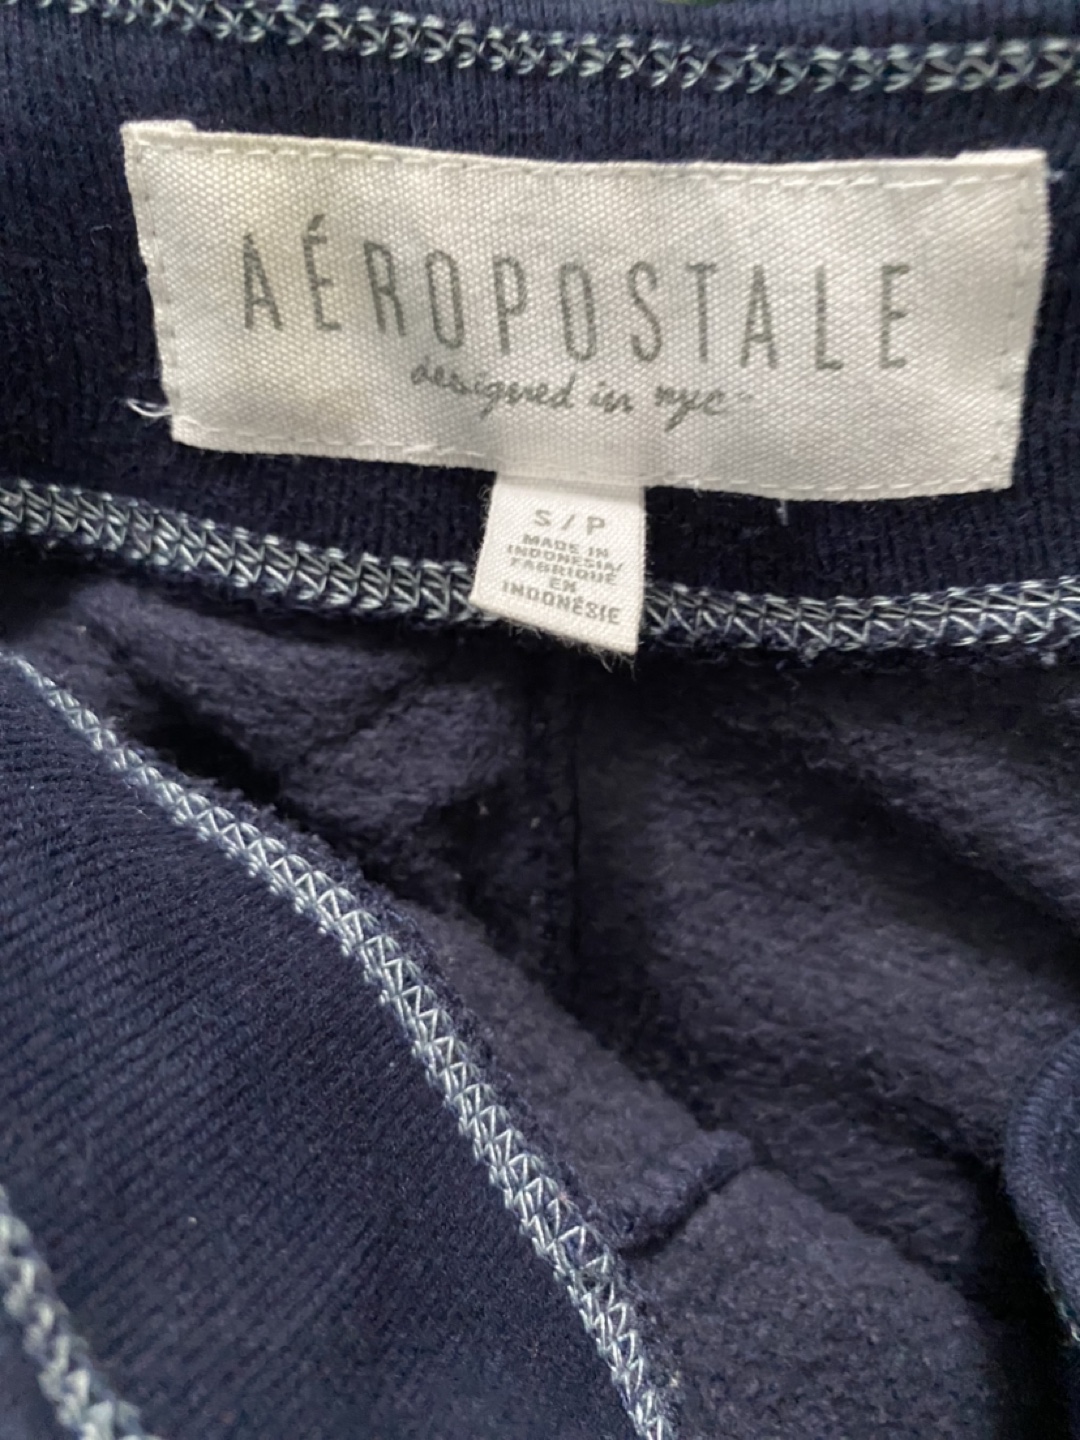 AÉROPOSTALE
designed in nyc
S / P
MADE IN
INDONESIA/
FABRIQUÉ
EN
INDONÉSIE